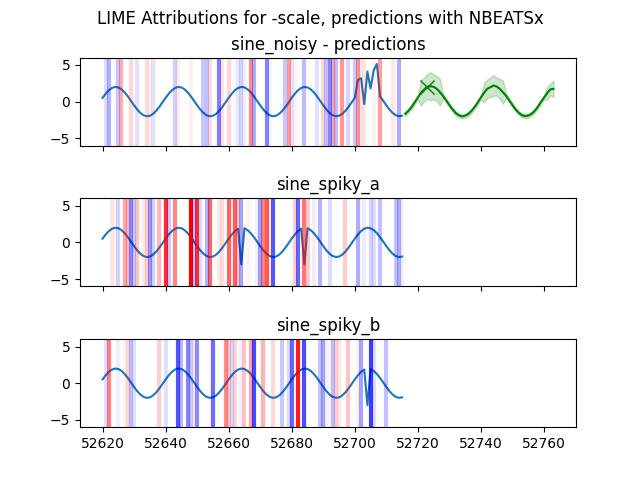 LIME Attributions for -scale, predictions with NBEATSx
sine_noisy - predictions
5
0
−5
sine_spiky_a
5
0
−5
sine_spiky_b
5
0
−5
52620 52640 52660 52680 52700 52720 52740 52760